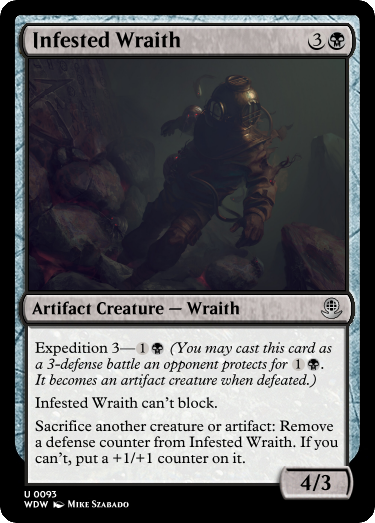 Infested Wraith 3
Artifact Creature — Wraith
Expedition 3— 1 (You may cast this card as
a 3-defense battle an opponent protects for 1 .
It becomes an artifact creature when defeated.)
Infested Wraith can't block.
Sacrifice another creature or artifact: Remove
a defense counter from Infested Wraith. If you
can't, put a +1/+1 counter on it.
4/3
U 0093
WDW Mike Szabado